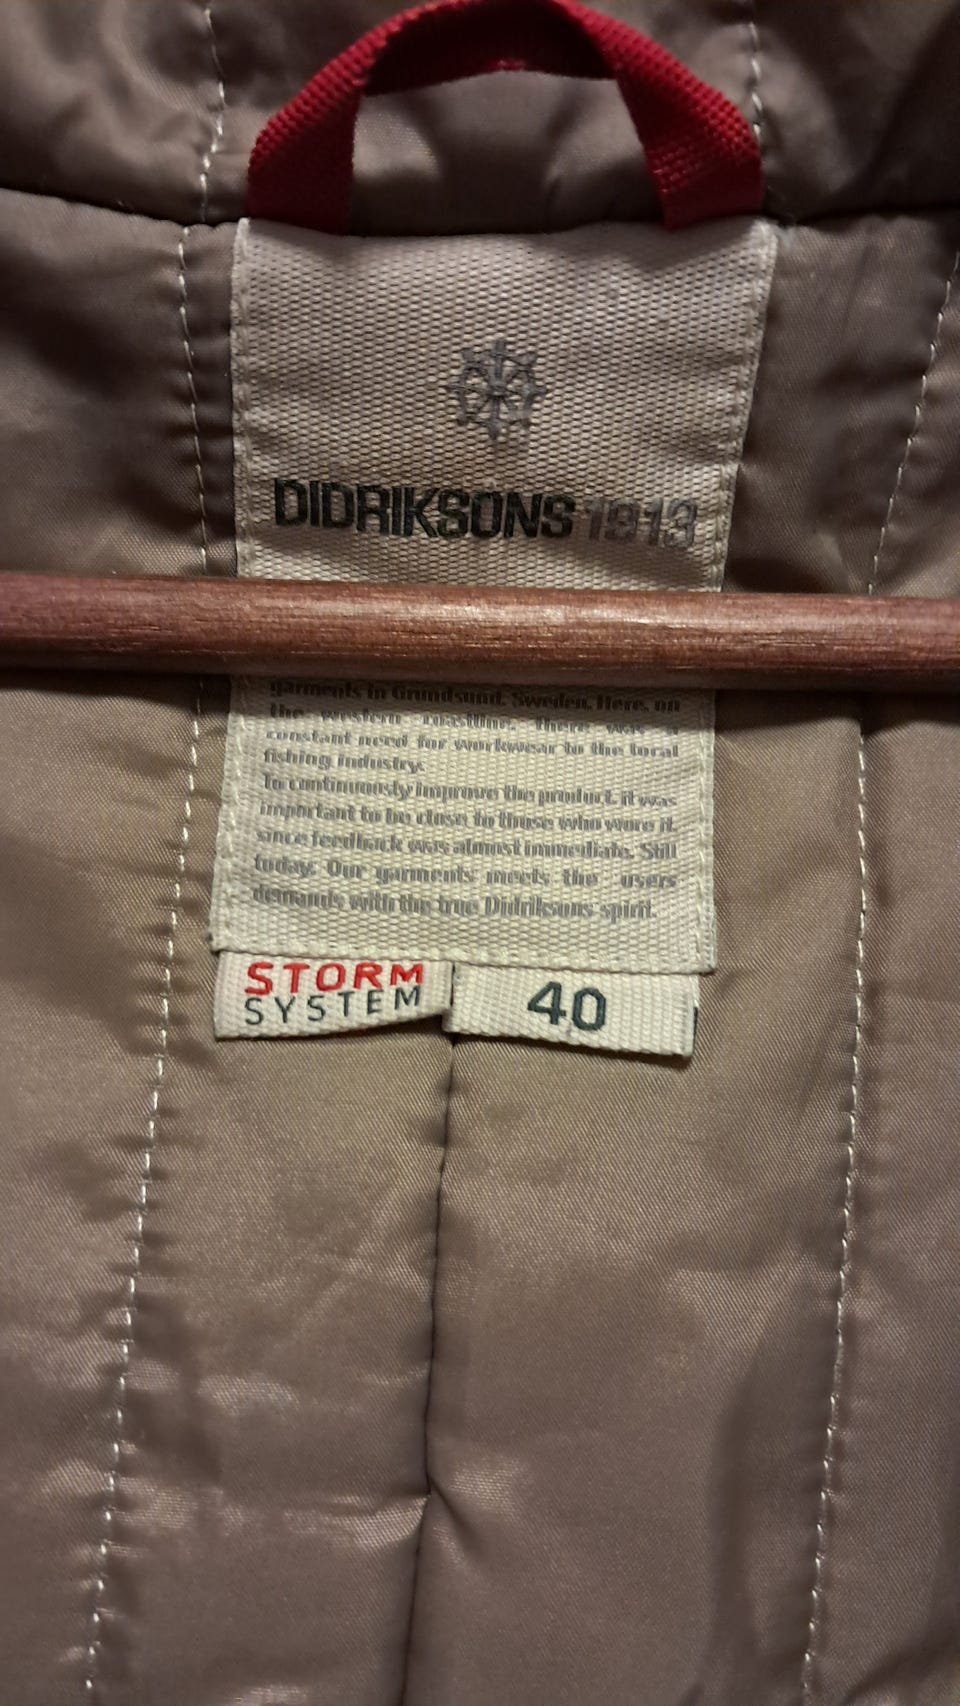 DIDRIKSONS 1913
garments in Grundsund, Sweden. Here, on
the western coastline, there was a
constant need for workwear to the local
fishing industry.
To continuously improve the product, it was
important to be close to those who wore it,
since feedback was almost immediate. Still
today. Our garments meets the users
demands with the true Didriksons spirit.
STORM
SYSTEM
40